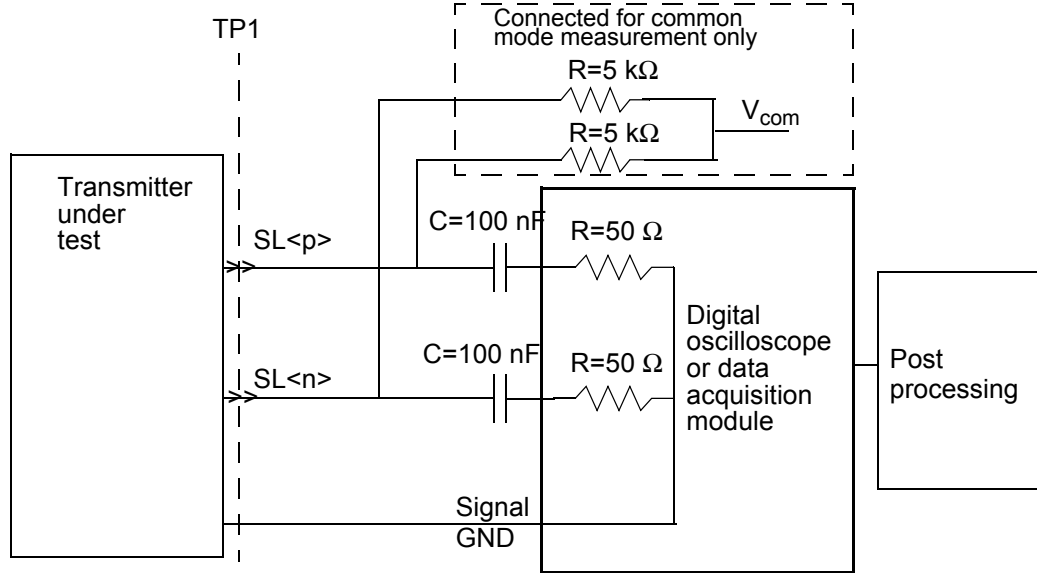 TP1
Connected for common
mode measurement only
R=5 kΩ
V_com
R=5 kΩ
Transmitter
under
test
SL<p>
C=100 nF
R=50 Ω
Digital
oscilloscope
or data
acquisition
module
C=100 nF
R=50 Ω
SL<n>
Post
processing
Signal
GND